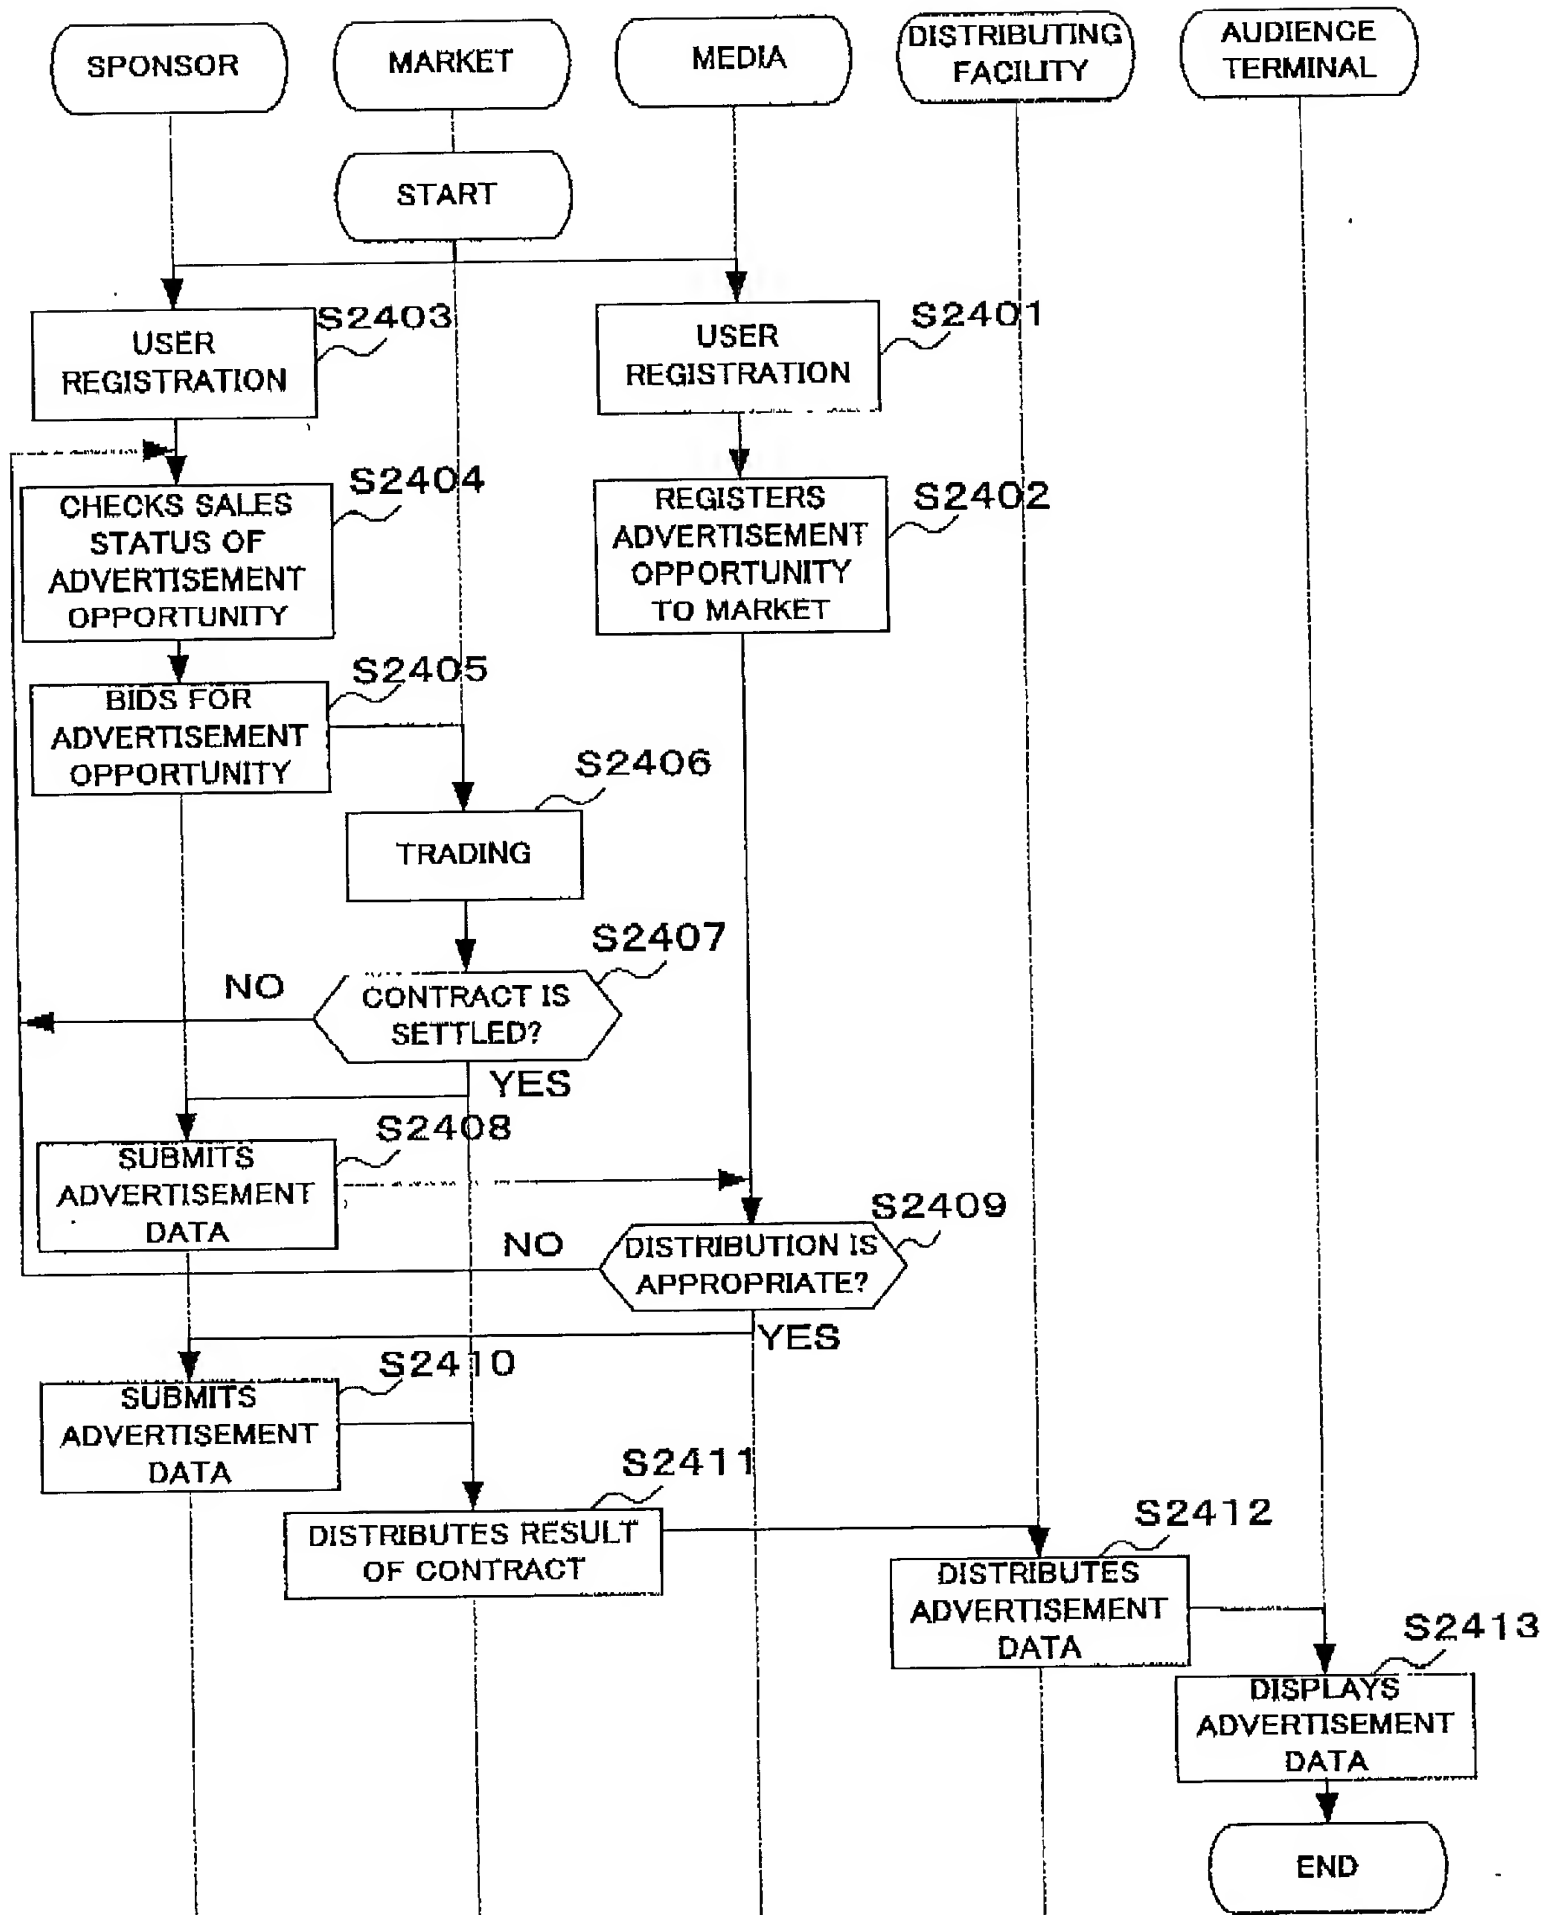 SPONSOR
MARKET
MEDIA
DISTRIBUTING
FACILITY
AUDIENCE
TERMINAL
START
S2403
USER
REGISTRATION
S2401
USER
REGISTRATION
S2404
CHECKS SALES
STATUS OF
ADVERTISEMENT
OPPORTUNITY
S2402
REGISTERS
ADVERTISEMENT
OPPORTUNITY
TO MARKET
S2405
BIDS FOR
ADVERTISEMENT
OPPORTUNITY
S2406
TRADING
S2407
NO
CONTRACT IS
SETTLED?
YES
S2408
SUBMITS
ADVERTISEMENT
DATA
S2409
NO
DISTRIBUTION IS
APPROPRIATE?
YES
S2410
SUBMITS
ADVERTISEMENT
DATA
S2411
DISTRIBUTES RESULT
OF CONTRACT
S2412
DISTRIBUTES
ADVERTISEMENT
DATA
S2413
DISPLAYS
ADVERTISEMENT
DATA
END